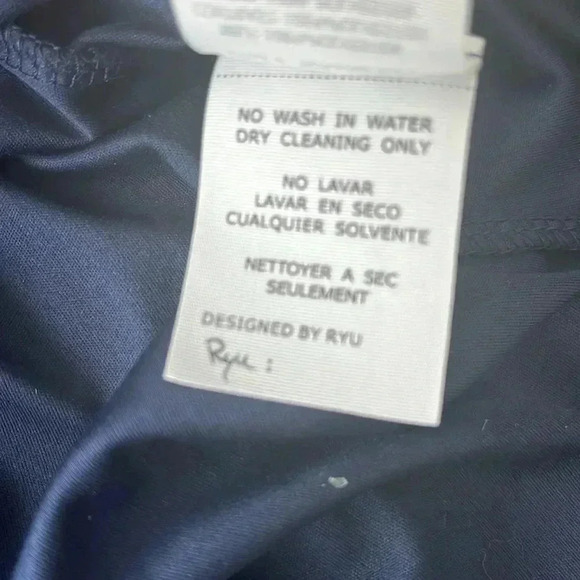 NO WASH IN WATER
DRY CLEANING ONLY
NO LAVAR
LAVAR EN SECO
CUALQUIER SOLVENTE
NETTOYER A SEC
SEULEMENT
DESIGNED BY RYU
Ryu :